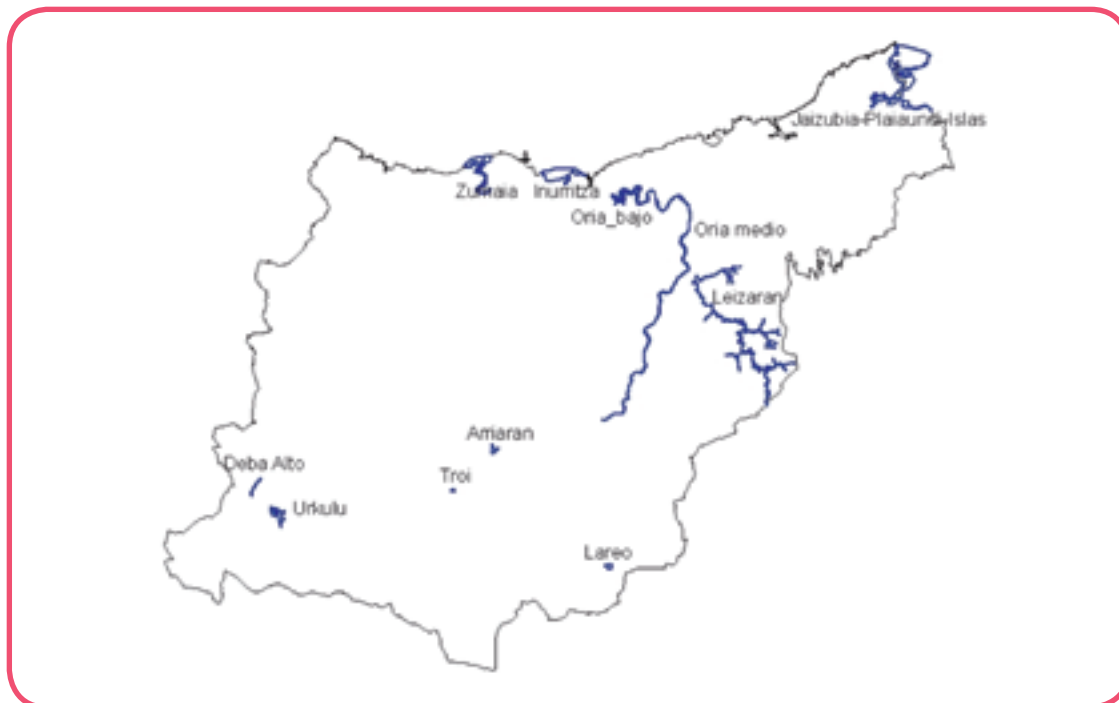 Jaizubia-Plaiaundi-Islas
Zumaia
Inurritza
Oria_bajo
Oria medio
Leizaran
Arriaran
Deba Alto
Troi
Urkulu
Lareo